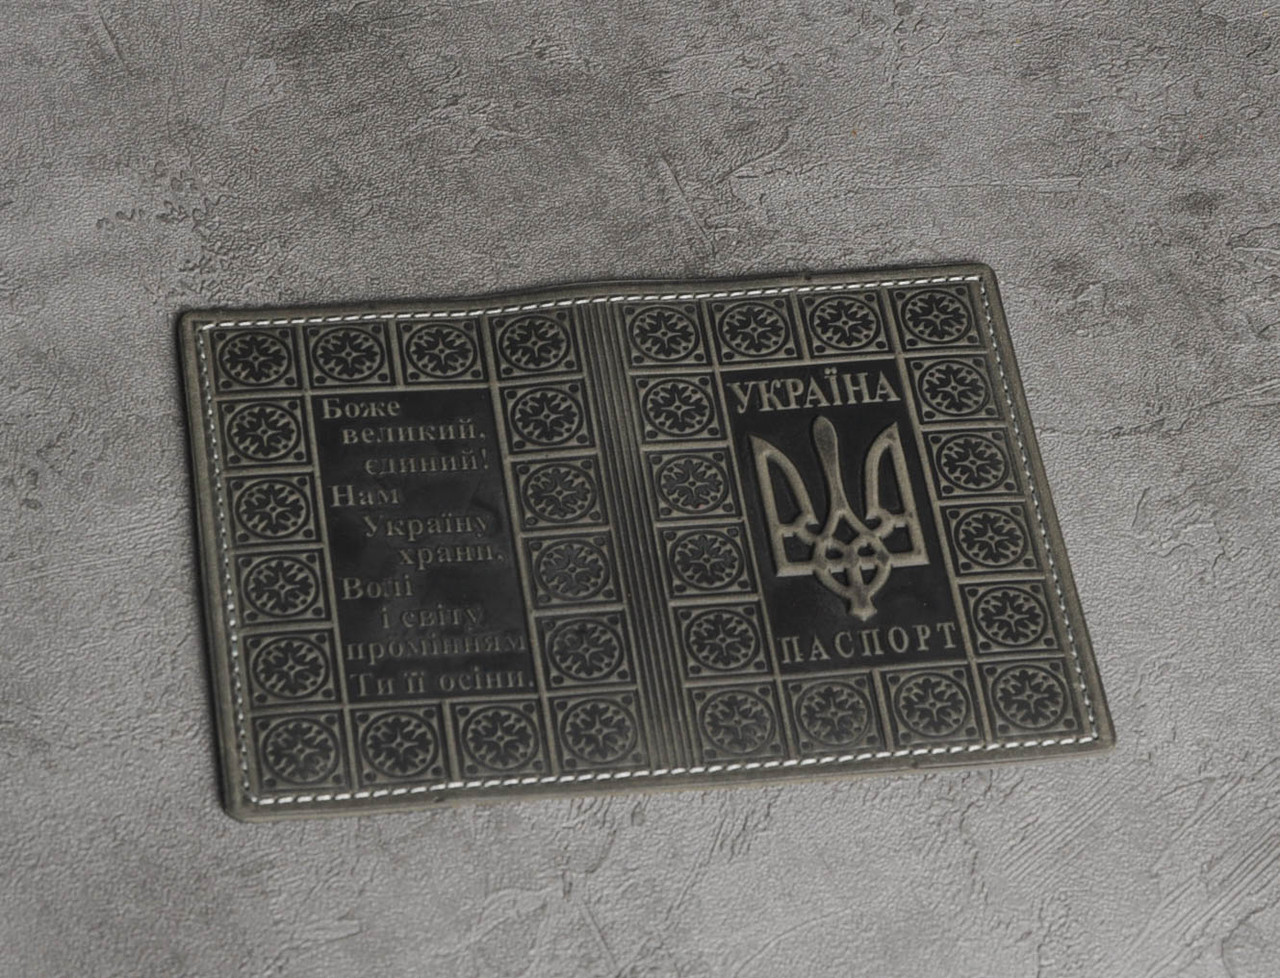 Боже
великий,
єдиний!
Нам
Україну
храни.
Волі
і світу
промінням
Ти її осіни.
УКРАЇНА
ПАСПОРТ